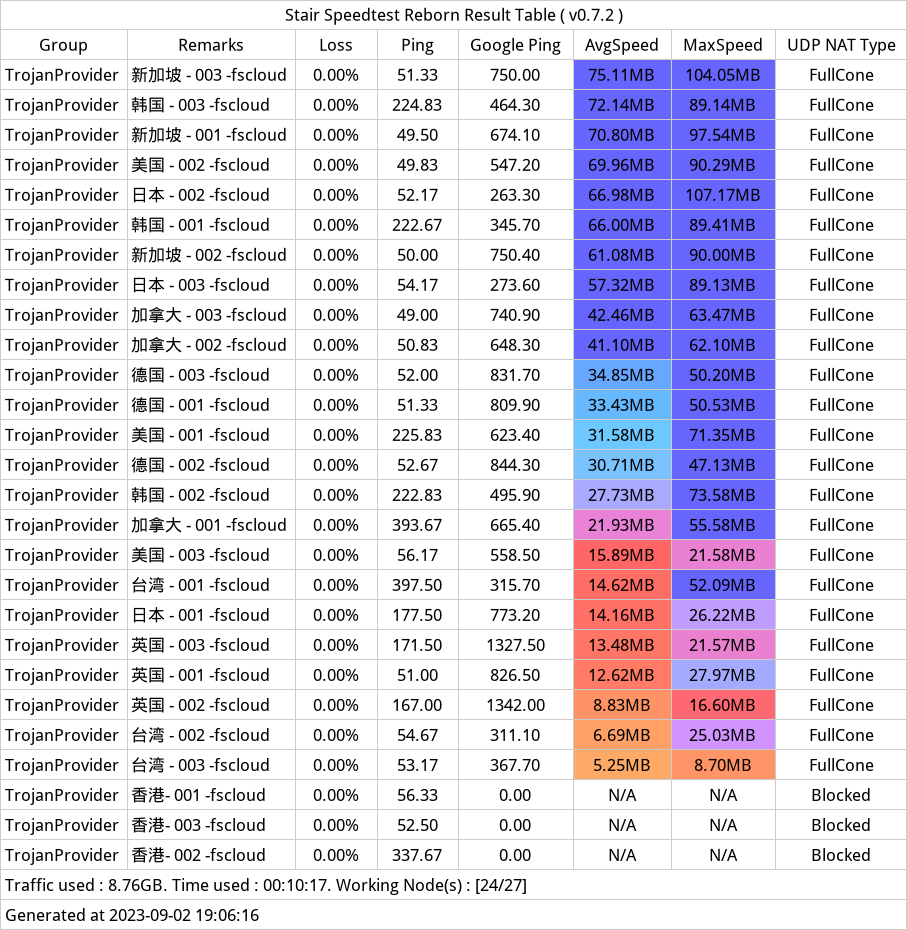 Stair Speedtest Reborn Result Table ( v0.7.2 )
Group Remarks Loss Ping Google Ping AvgSpeed MaxSpeed UDP NAT Type
TrojanProvider 新加坡 - 003 -fscloud 0.00% 51.33 750.00 75.11MB 104.05MB FullCone
TrojanProvider 韩国 - 003 -fscloud 0.00% 224.83 464.30 72.14MB 89.14MB FullCone
TrojanProvider 新加坡 - 001 -fscloud 0.00% 49.50 674.10 70.80MB 97.54MB FullCone
TrojanProvider 美国 - 002 -fscloud 0.00% 49.83 547.20 69.96MB 90.29MB FullCone
TrojanProvider 日本 - 002 -fscloud 0.00% 52.17 263.30 66.98MB 107.17MB FullCone
TrojanProvider 韩国 - 001 -fscloud 0.00% 222.67 345.70 66.00MB 89.41MB FullCone
TrojanProvider 新加坡 - 002 -fscloud 0.00% 50.00 750.40 61.08MB 90.00MB FullCone
TrojanProvider 日本 - 003 -fscloud 0.00% 54.17 273.60 57.32MB 89.13MB FullCone
TrojanProvider 加拿大 - 003 -fscloud 0.00% 49.00 740.90 42.46MB 63.47MB FullCone
TrojanProvider 加拿大 - 002 -fscloud 0.00% 50.83 648.30 41.10MB 62.10MB FullCone
TrojanProvider 德国 - 003 -fscloud 0.00% 52.00 831.70 34.85MB 50.20MB FullCone
TrojanProvider 德国 - 001 -fscloud 0.00% 51.33 809.90 33.43MB 50.53MB FullCone
TrojanProvider 美国 - 001 -fscloud 0.00% 225.83 623.40 31.58MB 71.35MB FullCone
TrojanProvider 德国 - 002 -fscloud 0.00% 52.67 844.30 30.71MB 47.13MB FullCone
TrojanProvider 韩国 - 002 -fscloud 0.00% 222.83 495.90 27.73MB 73.58MB FullCone
TrojanProvider 加拿大 - 001 -fscloud 0.00% 393.67 665.40 21.93MB 55.58MB FullCone
TrojanProvider 美国 - 003 -fscloud 0.00% 56.17 558.50 15.89MB 21.58MB FullCone
TrojanProvider 台湾 - 001 -fscloud 0.00% 397.50 315.70 14.62MB 52.09MB FullCone
TrojanProvider 日本 - 001 -fscloud 0.00% 177.50 773.20 14.16MB 26.22MB FullCone
TrojanProvider 英国 - 003 -fscloud 0.00% 171.50 1327.50 13.48MB 21.57MB FullCone
TrojanProvider 英国 - 001 -fscloud 0.00% 51.00 826.50 12.62MB 27.97MB FullCone
TrojanProvider 英国 - 002 -fscloud 0.00% 167.00 1342.00 8.83MB 16.60MB FullCone
TrojanProvider 台湾 - 002 -fscloud 0.00% 54.67 311.10 6.69MB 25.03MB FullCone
TrojanProvider 台湾 - 003 -fscloud 0.00% 53.17 367.70 5.25MB 8.70MB FullCone
TrojanProvider 香港- 001 -fscloud 0.00% 56.33 0.00 N/A N/A Blocked
TrojanProvider 香港- 003 -fscloud 0.00% 52.50 0.00 N/A N/A Blocked
TrojanProvider 香港- 002 -fscloud 0.00% 337.67 0.00 N/A N/A Blocked
Traffic used : 8.76GB. Time used : 00:10:17. Working Node(s) : [24/27]
Generated at 2023-09-02 19:06:16